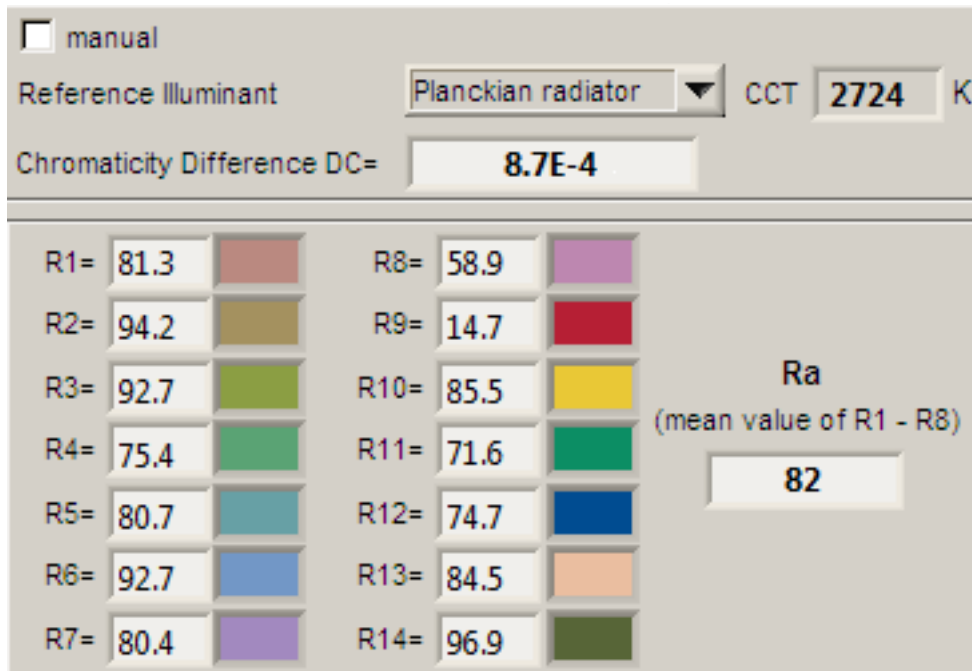 manual
Reference Illuminant Planckian radiator CCT 2724 K
Chromaticity Difference DC= 8.7E-4
R1= 81.3 R8= 58.9
R2= 94.2 R9= 14.7
R3= 92.7 R10= 85.5
R4= 75.4 R11= 71.6
R5= 80.7 R12= 74.7
R6= 92.7 R13= 84.5
R7= 80.4 R14= 96.9
Ra
(mean value of R1 - R8)
82